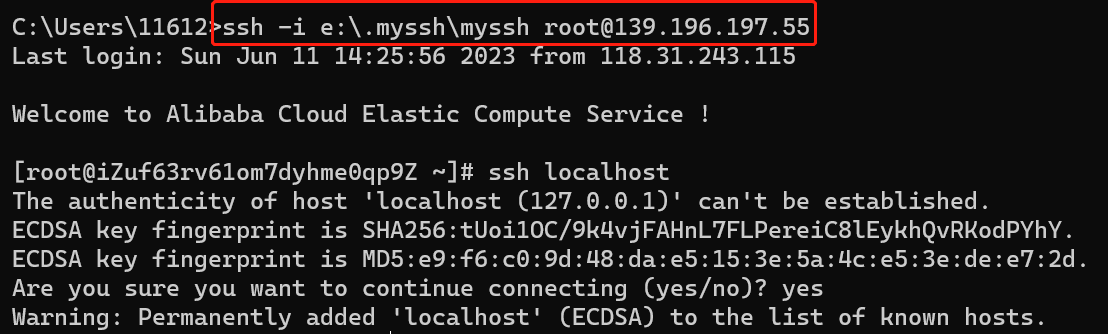 C:\Users\11612>ssh -i e:\.myssh\myssh root@139.196.197.55
Last login: Sun Jun 11 14:25:56 2023 from 118.31.243.115
Welcome to Alibaba Cloud Elastic Compute Service !
[root@iZuf63rv61om7dyhme0qp9Z ~]# ssh localhost
The authenticity of host 'localhost (127.0.0.1)' can't be established.
ECDSA key fingerprint is SHA256:tUoi1OC/9k4vjFAHnL7FLPereiC8lEykhQvRKodPYhY.
ECDSA key fingerprint is MD5:e9:f6:c0:9d:48:da:e5:15:3e:5a:4c:e5:3e:de:e7:2d.
Are you sure you want to continue connecting (yes/no)? yes
Warning: Permanently added 'localhost' (ECDSA) to the list of known hosts.